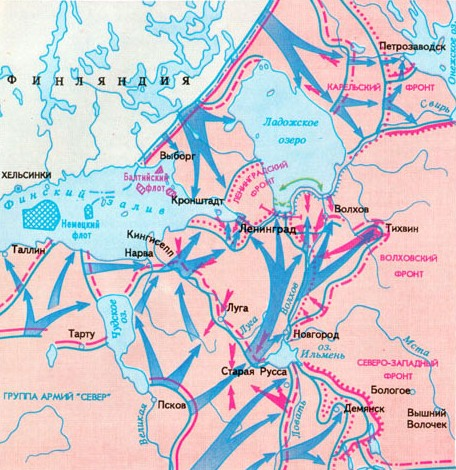 Петрозаводск
Онежское оз.
КАРЕЛЬСКИЙ ФРОНТ
Свирь
ФИНЛЯНДИЯ
Ладожское
озеро
Выборг
ХЕЛЬСИНКИ
Балтийский
флот
ЛЕНИНГРАДСКИЙ
ФРОНТ
Финский залив
Кронштадт
Немецкий
флот
Ленинград
Волхов
Тихвин
Таллин
Кингисепп
Нарва
ВОЛХОВСКИЙ
ФРОНТ
Чудское
оз.
Тарту
Луга
Луга
Волхов
Новгород
оз.
Ильмень
Мста
СЕВЕРО-ЗАПАДНЫЙ
ФРОНТ
Старая Русса
Бологое
ГРУППА АРМИЙ "СЕВЕР"
Псков
Великая
Ловать
Демянск
Вышний
Волочек